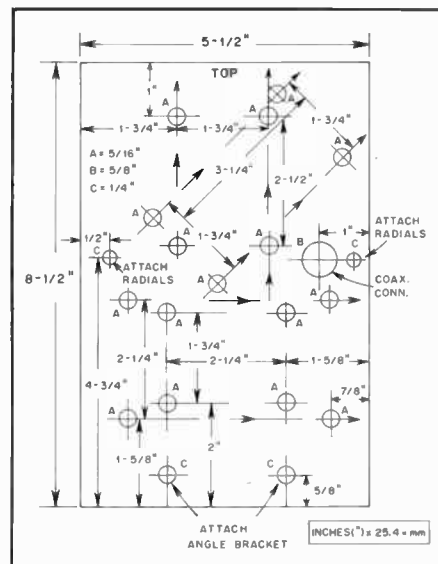 5-1/2"
TOP
1"
A
A
A
1-3/4"
1-3/4"
1-3/4"
A
A = 5/16"
B = 5/8"
C = 1/4"
3-1/4"
2-1/2"
A
1/2"
A
A
1"
ATTACH
RADIALS
B
C
C
ATTACH
RADIALS
1-3/4"
COAX.
CONN.
8-1/2"
A
A
A
A
A
1-3/4"
2-1/4"
2-1/4"
1-5/8"
4-3/4"
7/8"
A
A
A
A
2"
1-5/8"
C
C
5/8"
ATTACH
ANGLE BRACKET
INCHES(") x 25.4 = mm